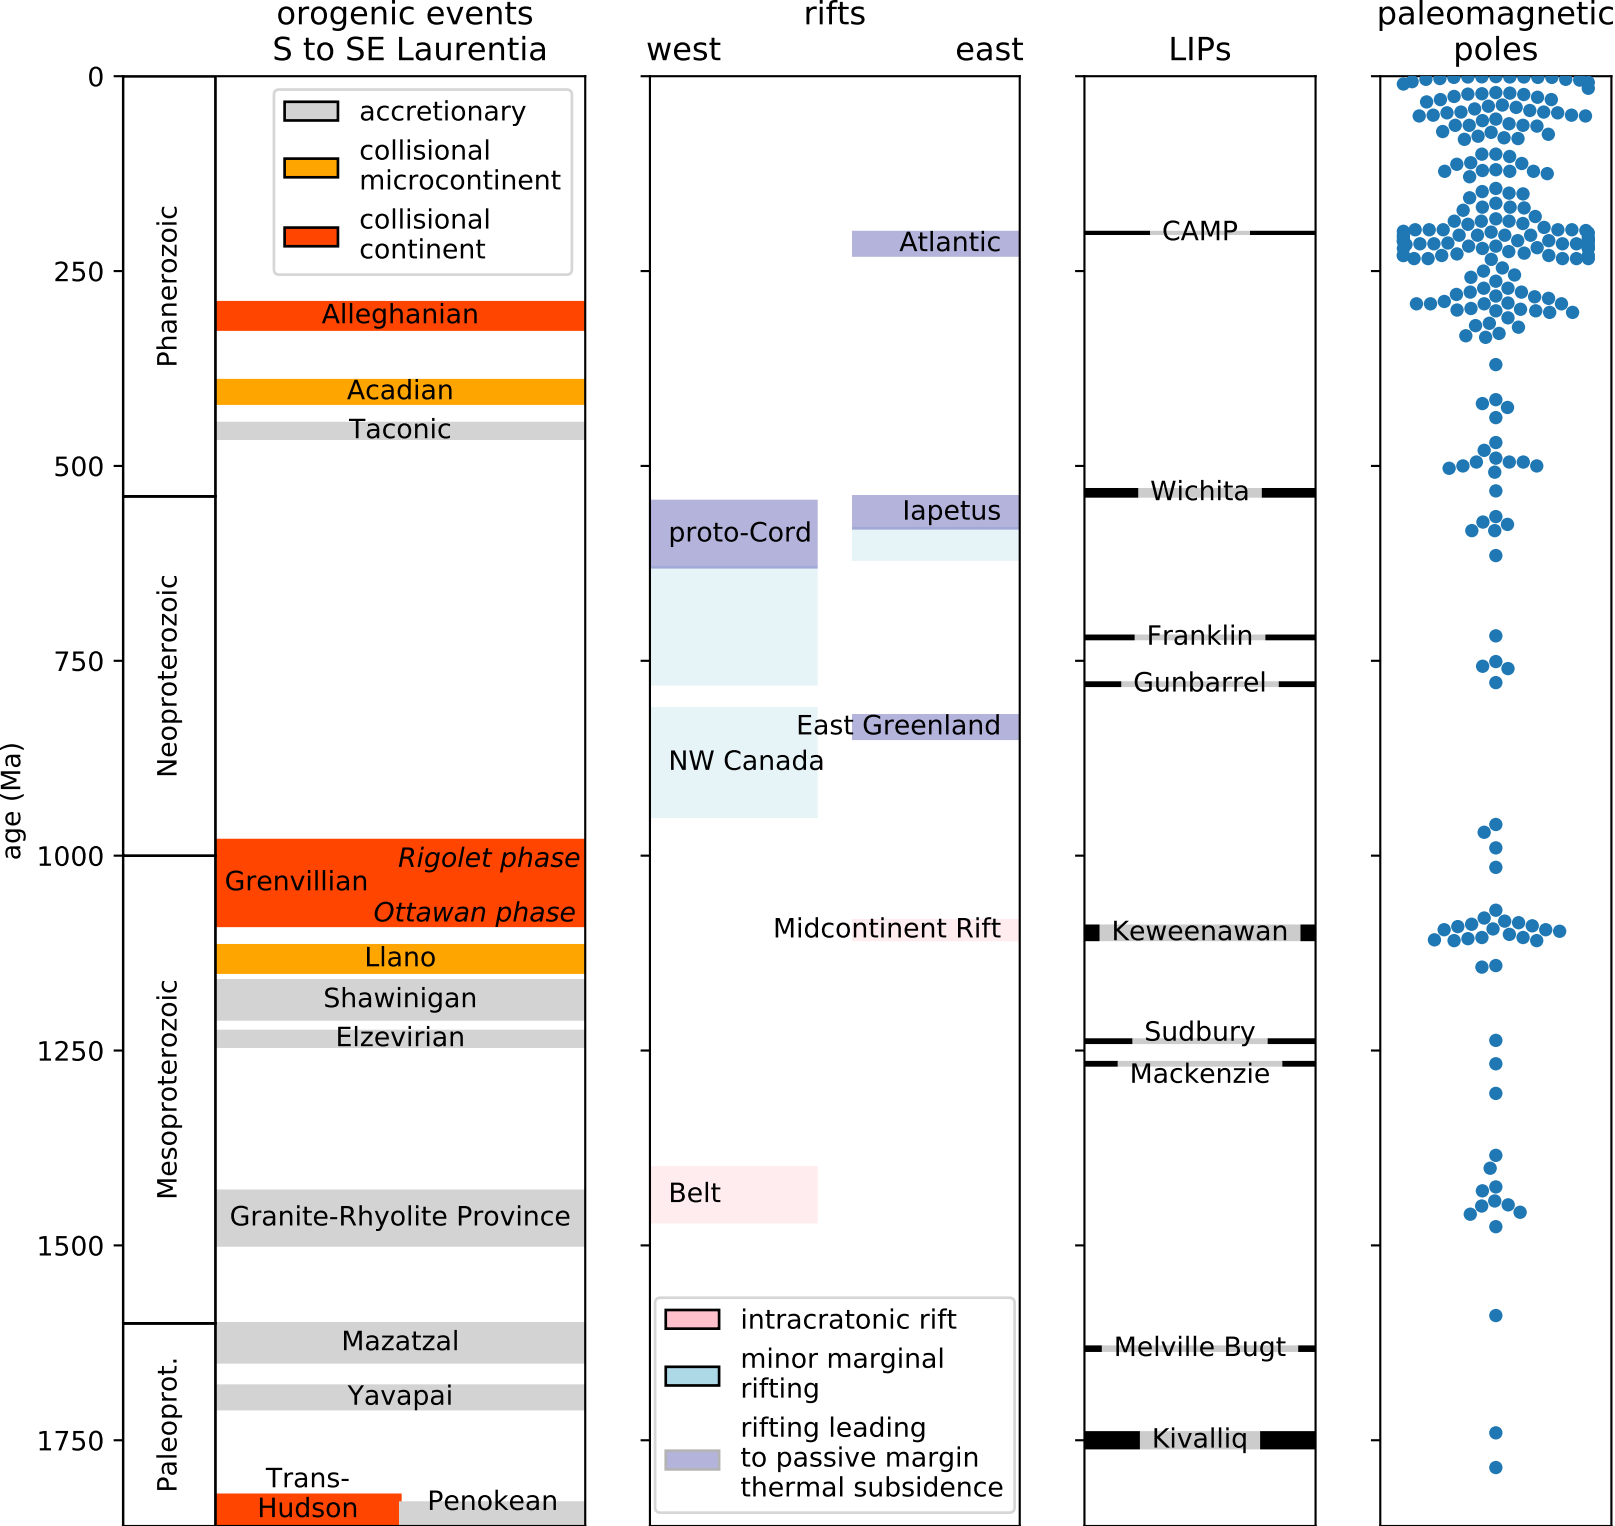 orogenic events
S to SE Laurentia
rifts
west
east
LIPs
paleomagnetic
poles
age (Ma)
0
250
500
750
1000
1250
1500
1750
Phanerozoic
Neoproterozoic
Mesoproterozoic
Paleoprot.
accretionary
collisional
microcontinent
collisional
continent
Alleghanian
Acadian
Taconic
Rigolet phase
Grenvillian
Ottawan phase
Llano
Shawinigan
Elzevirian
Granite-Rhyolite Province
Mazatzal
Yavapai
Trans-
Hudson
Penokean
Atlantic
Iapetus
proto-Cord
East Greenland
NW Canada
Midcontinent Rift
Belt
intracratonic rift
minor marginal
rifting
rifting leading
to passive margin
thermal subsidence
CAMP
Wichita
Franklin
Gunbarrel
Keweenawan
Sudbury
Mackenzie
Melville Bugt
Kivalliq